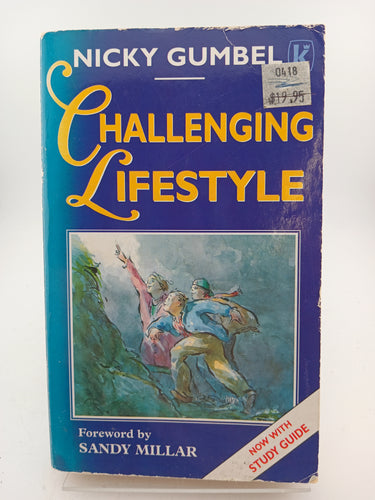 NICKY GUMBEL
K
0418
$19.95
CHALLENGING
LIFESTYLE
Foreword by
SANDY MILLAR
NOW WITH
STUDY GUIDE